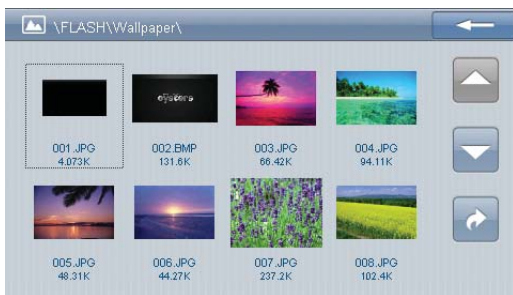 \FLASH\Wallpaper\
oysters
001.JPG
4.073K
002.BMP
131.6K
003.JPG
66.42K
004.JPG
94.11K
005.JPG
48.31K
006.JPG
44.27K
007.JPG
237.2K
008.JPG
102.4K